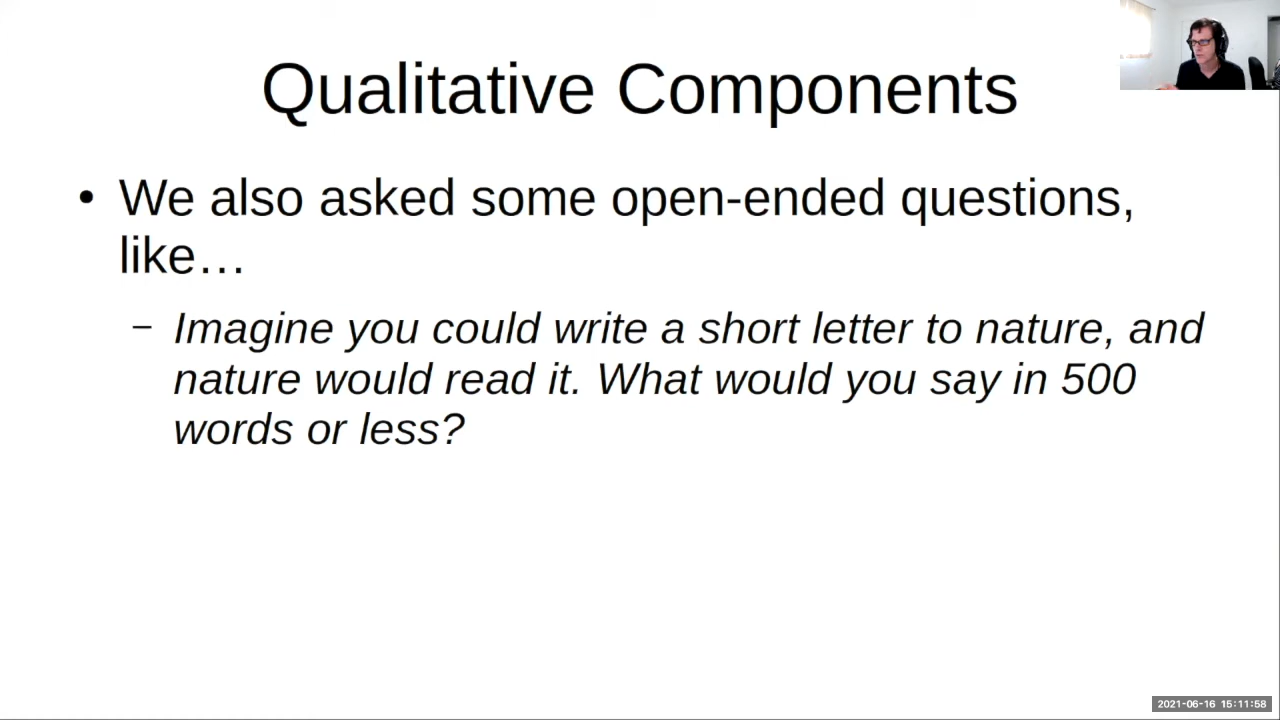 Qualitative Components
• We also asked some open-ended questions,
like…
– Imagine you could write a short letter to nature, and
nature would read it. What would you say in 500
words or less?
2021-06-16 15:11:58